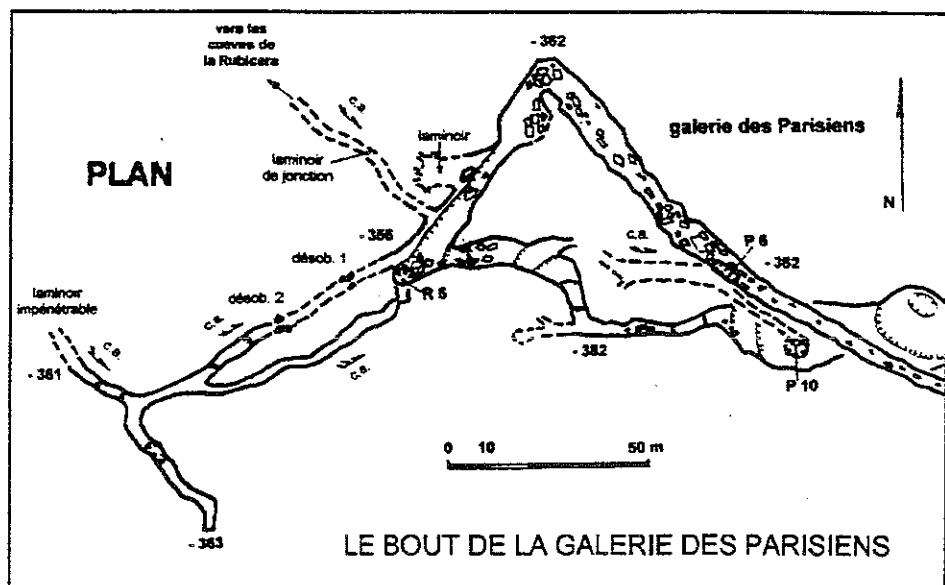 vers les
cuevas de
la Rubicera
- 362
c.a.
galerie des Parisiens
laminoir
PLAN
laminoir
de jonction
N
- 356
c.a.
P 6
- 362
désob. 1
laminoir
impénétrable
désob. 2
R 5
c.a.
c.a.
- 362
c.a.
- 361
P 10
0 10 50 m
- 363
LE BOUT DE LA GALERIE DES PARISIENS